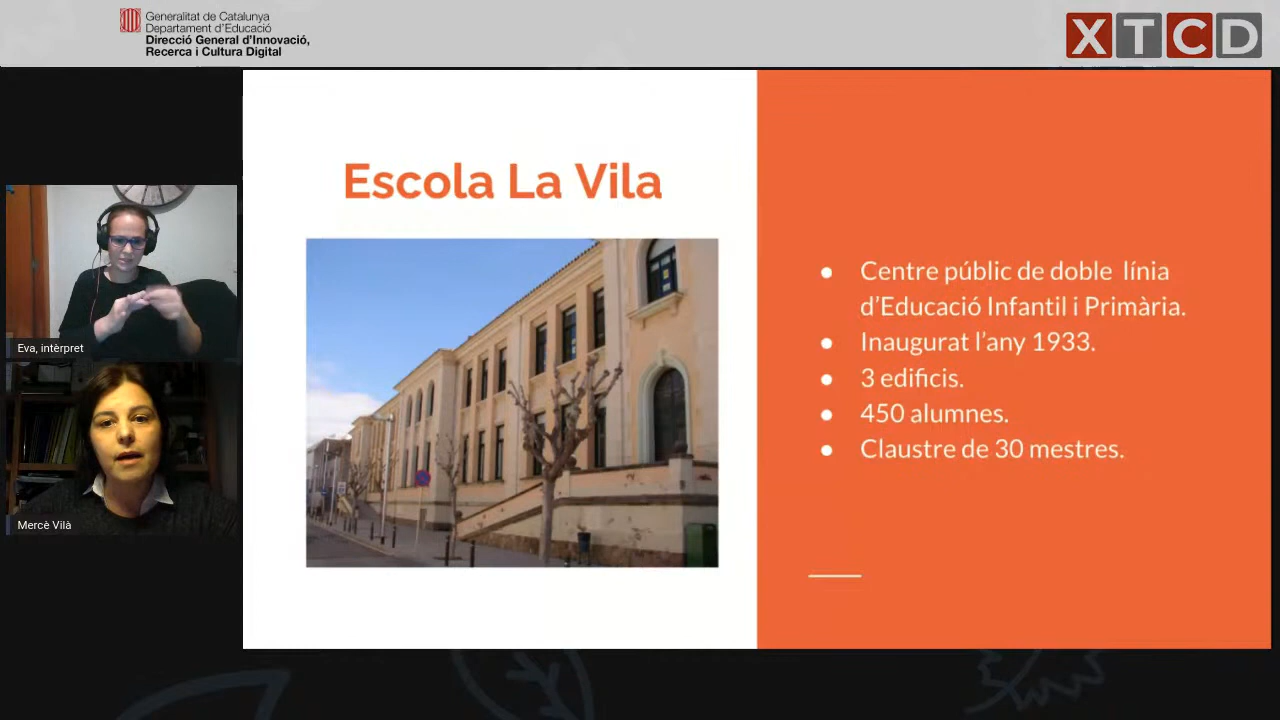 Generalitat de Catalunya
Departament d'Educació
Direcció General d'Innovació,
Recerca i Cultura Digital
XTCD
Escola La Vila
• Centre públic de doble línia
d'Educació Infantil i Primària.
• Inaugurat l'any 1933.
• 3 edificis.
• 450 alumnes.
• Claustre de 30 mestres.
Eva, intèrpret
Mercè Vilà